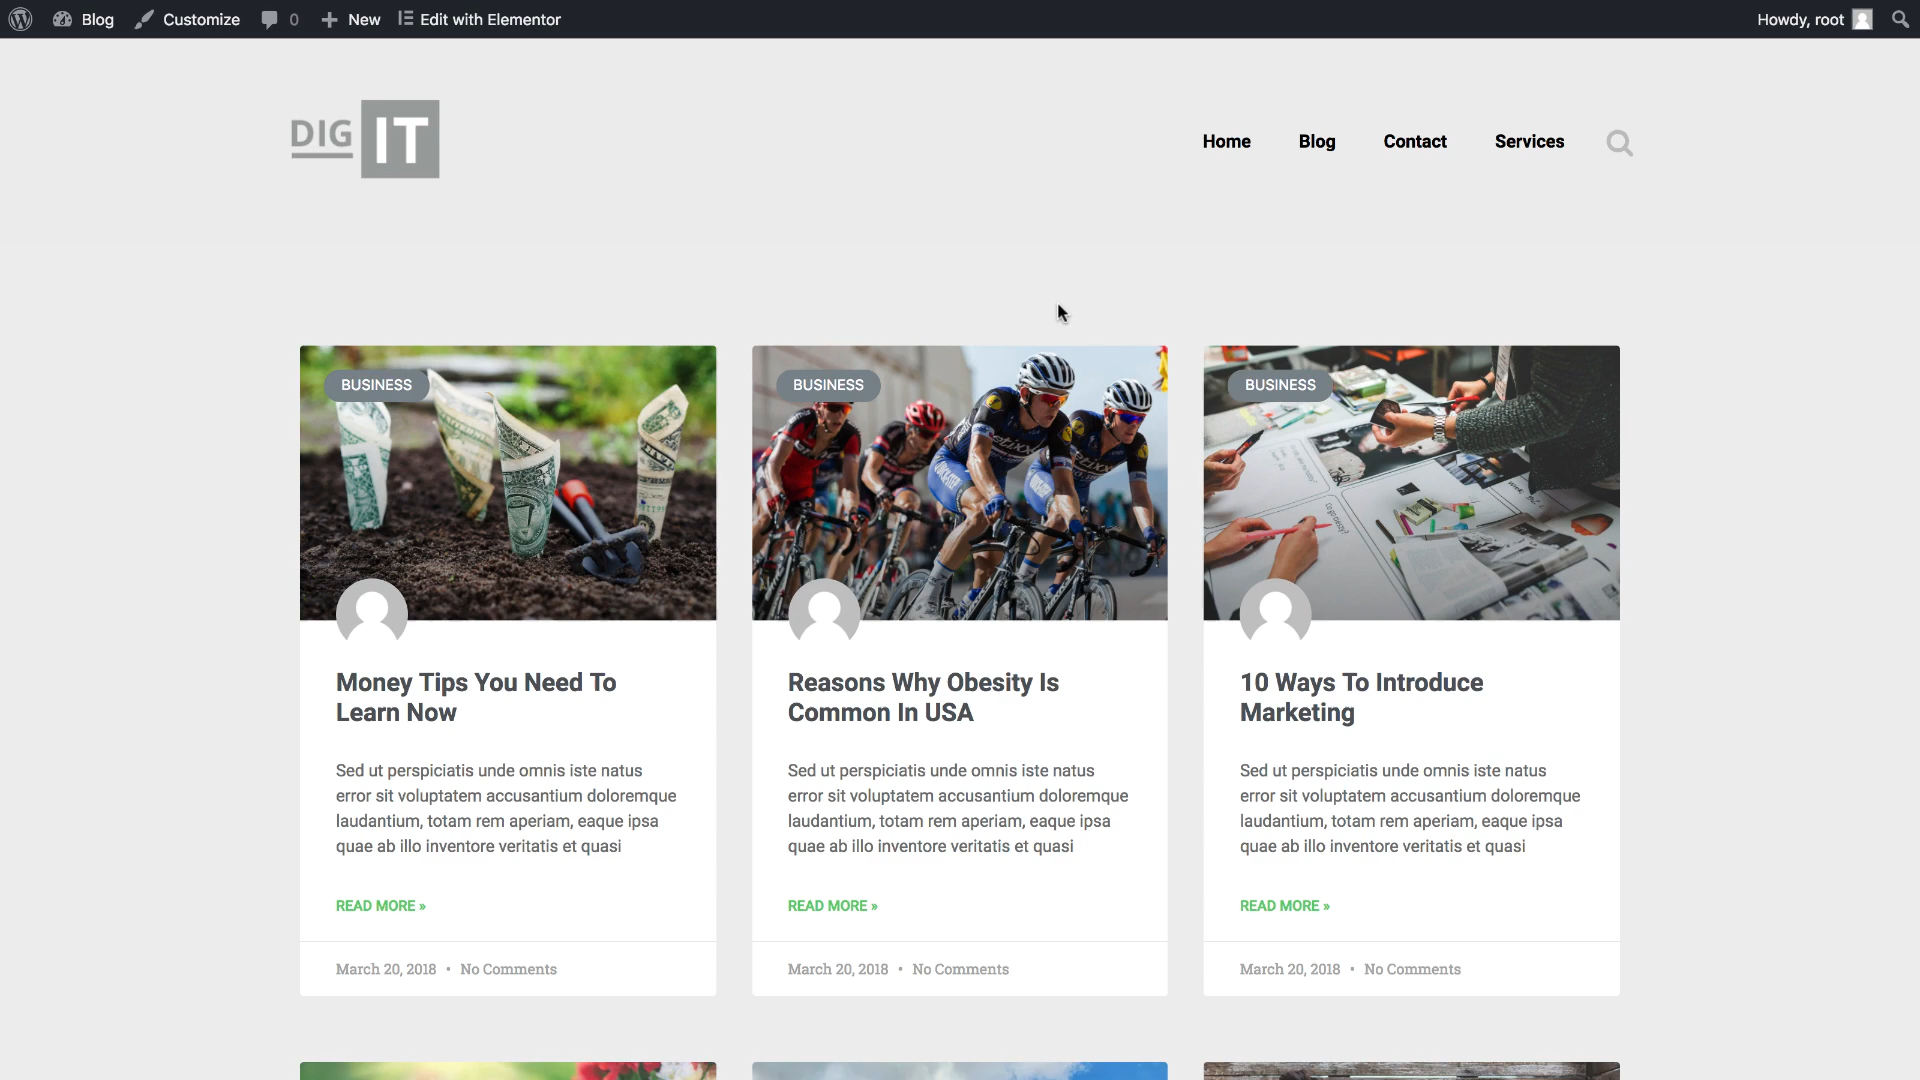 Blog Customize 0 New Edit with Elementor Howdy, root
DIG IT
Home Blog Contact Services
BUSINESS
Money Tips You Need To
Learn Now
Sed ut perspiciatis unde omnis iste natus
error sit voluptatem accusantium doloremque
laudantium, totam rem aperiam, eaque ipsa
quae ab illo inventore veritatis et quasi
READ MORE »
March 20, 2018 • No Comments
BUSINESS
Reasons Why Obesity Is
Common In USA
Sed ut perspiciatis unde omnis iste natus
error sit voluptatem accusantium doloremque
laudantium, totam rem aperiam, eaque ipsa
quae ab illo inventore veritatis et quasi
READ MORE »
March 20, 2018 • No Comments
BUSINESS
10 Ways To Introduce
Marketing
Sed ut perspiciatis unde omnis iste natus
error sit voluptatem accusantium doloremque
laudantium, totam rem aperiam, eaque ipsa
quae ab illo inventore veritatis et quasi
READ MORE »
March 20, 2018 • No Comments